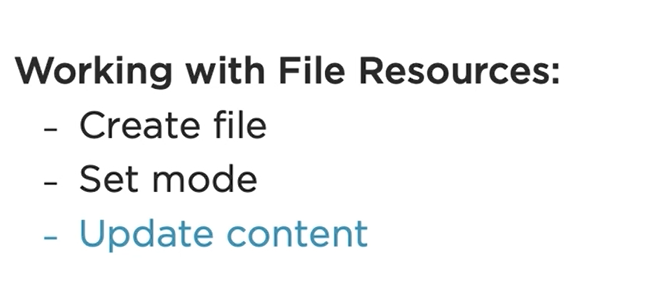 Working with File Resources:
- Create file
- Set mode
- Update content